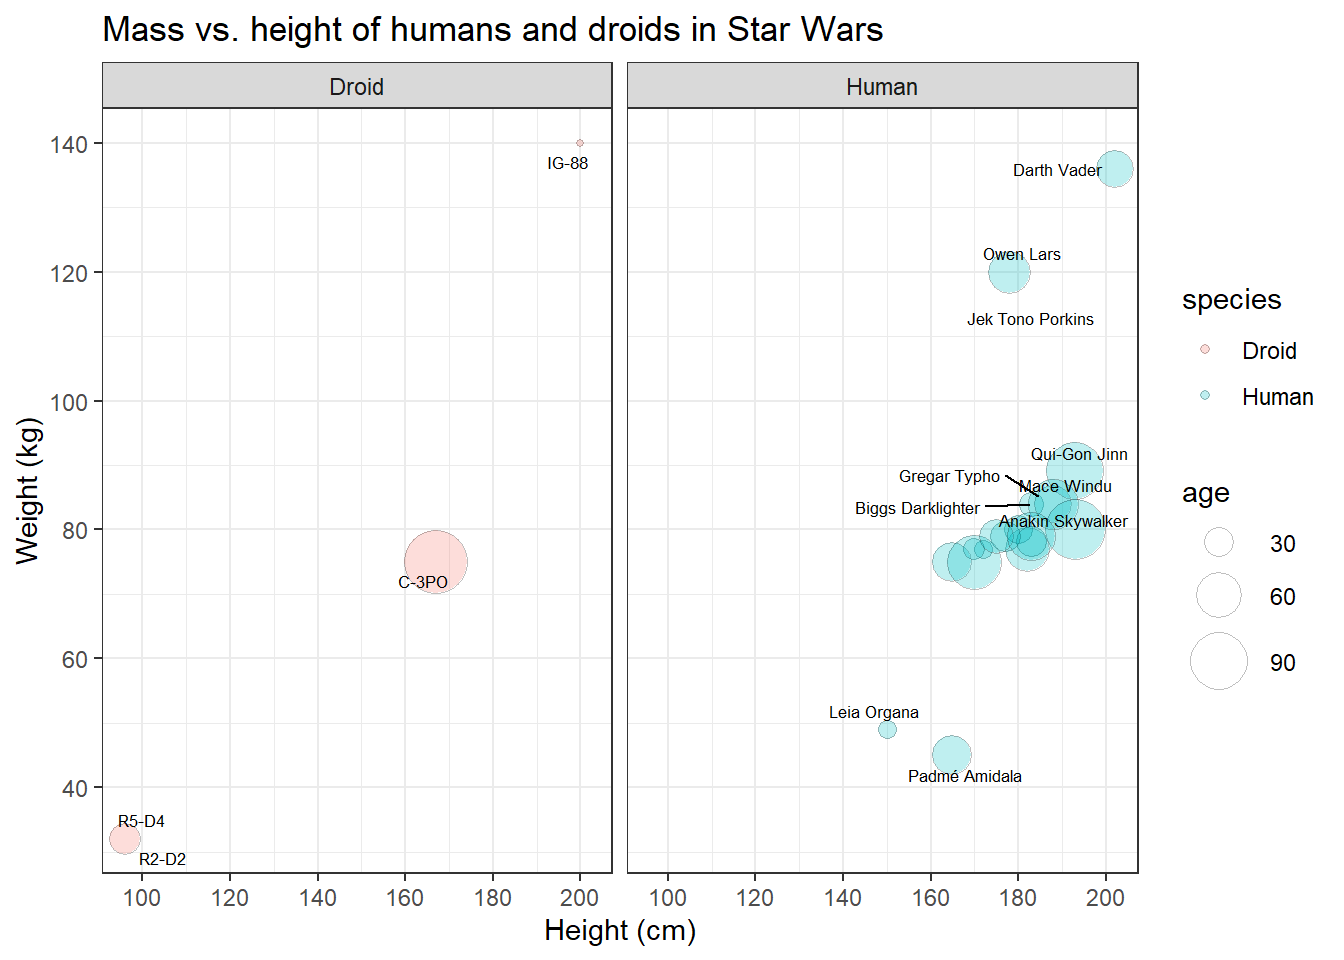 Mass vs. height of humans and droids in Star Wars
Droid
Human
140
120
100
80
60
40
Weight (kg)
IG-88
C-3PO
R5-D4
R2-D2
Darth Vader
Owen Lars
Jek Tono Porkins
Qui-Gon Jinn
Gregar Typho
Mace Windu
Biggs Darklighter
Anakin Skywalker
Leia Organa
Padmé Amidala
100 120 140 160 180 200
100 120 140 160 180 200
Height (cm)
species
Droid
Human
age
30
60
90